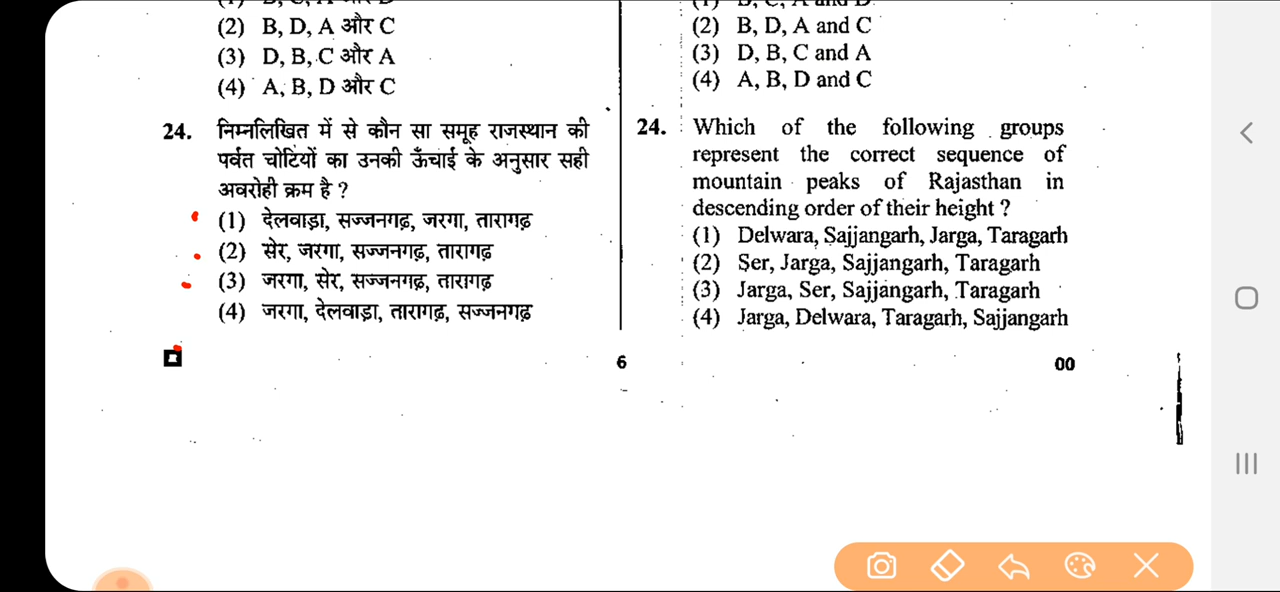 (2) B, D, A और C
(3) D, B, C और A
(4) A, B, D और C
24. निम्नलिखित में से कौन सा समूह राजस्थान की
पर्वत चोटियों का उनकी ऊँचाई के अनुसार सही
अवरोही क्रम है ?
(1) देलवाड़ा, सज्जनगढ़, जरगा, तारागढ़
(2) सेर, जरगा, सज्जनगढ़, तारागढ़
(3) जरगा, सेर, सज्जनगढ़, तारागढ़
(4) जरगा, देलवाड़ा, तारागढ़, सज्जनगढ़
(1) B, C, A and D
(2) B, D, A and C
(3) D, B, C and A
(4) A, B, D and C
24. Which of the following groups
represent the correct sequence of
mountain peaks of Rajasthan in
descending order of their height ?
(1) Delwara, Sajjangarh, Jarga, Taragarh
(2) Ser, Jarga, Sajjangarh, Taragarh
(3) Jarga, Ser, Sajjangarh, Taragarh
(4) Jarga, Delwara, Taragarh, Sajjangarh
6
00